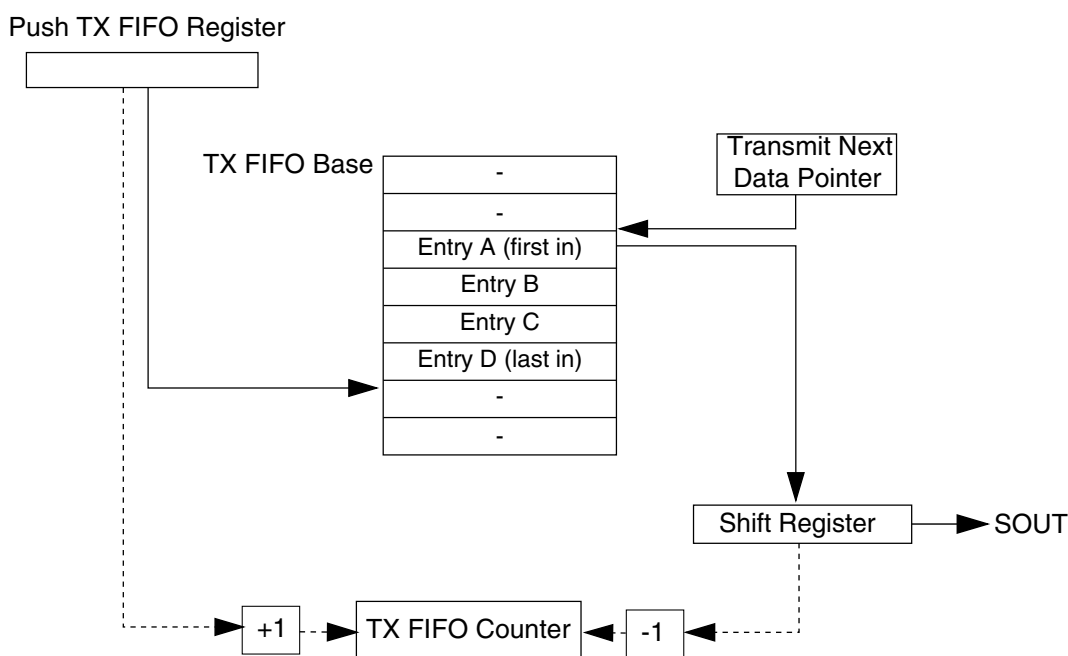 Push TX FIFO Register
TX FIFO Base
Transmit Next
Data Pointer
-
-
Entry A (first in)
Entry B
Entry C
Entry D (last in)
-
-
Shift Register
SOUT
+1
TX FIFO Counter
-1